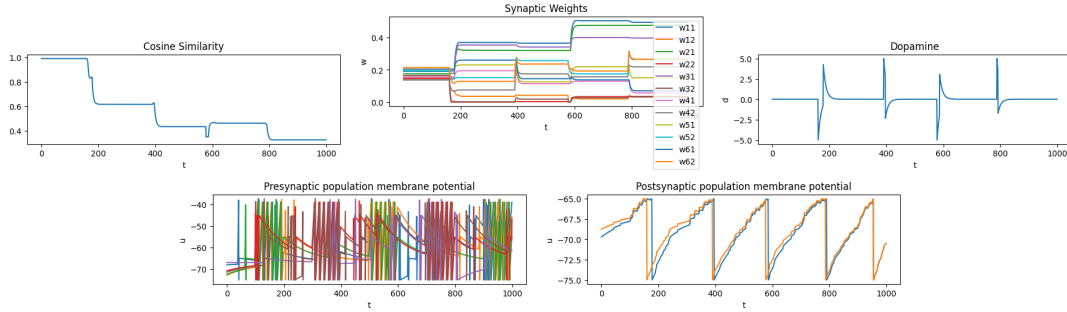 Synaptic Weights
Cosine Similarity
Dopamine
1.0
0.8
0.6
0.4
0 200 400 600 800 1000
t
w
0.4
0.2
0.0
0 200 400 600 800
t
w11
w12
w21
w22
w31
w32
w41
w42
w51
w52
w61
w62
d
5.0
2.5
0.0
−2.5
−5.0
0 200 400 600 800 1000
t
Presynaptic population membrane potential
u
−40
−50
−60
−70
0 200 400 600 800 1000
t
Postsynaptic population membrane potential
u
−65.0
−67.5
−70.0
−72.5
−75.0
0 200 400 600 800 1000
t